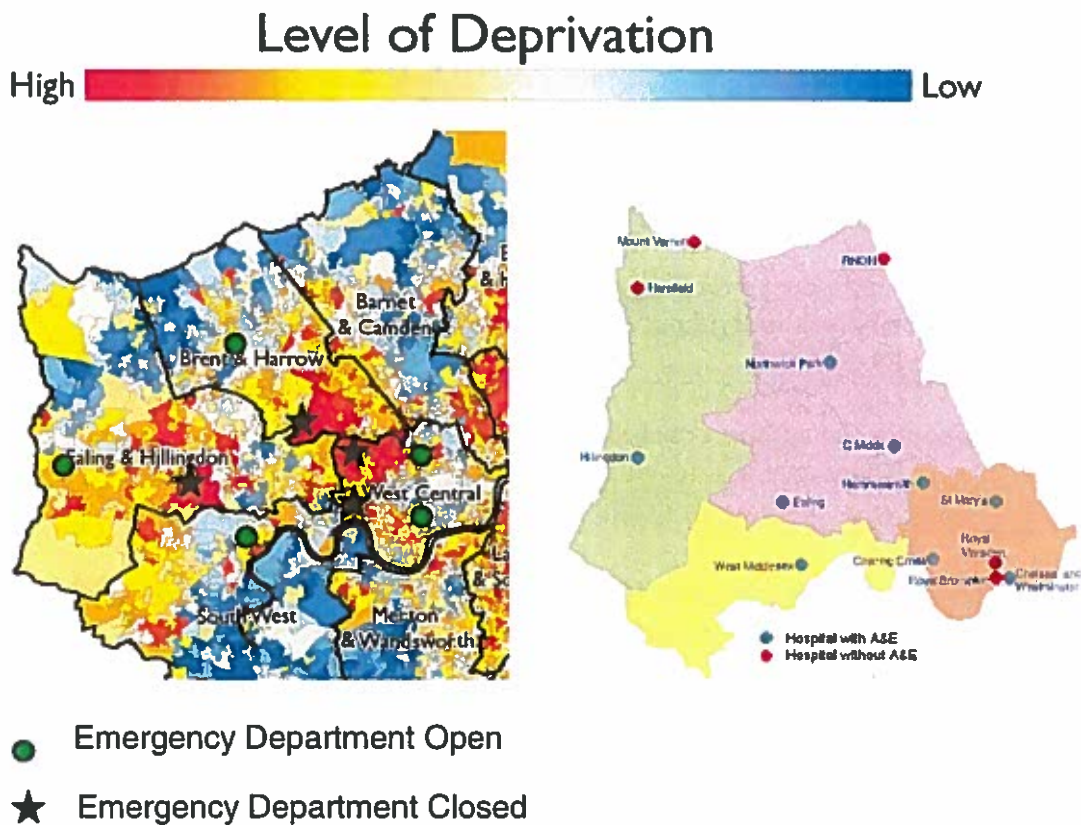 Level of Deprivation
High
Low
Barnet
& Camden
Brent & Harrow
Ealing & Hillingdon
West Central
South West
Merton
& Wandsworth
Mount Vernon
RNOH
Harefield
Northwick Park
C Middx
Hillingdon
Hammersmith
St Mary's
Ealing
Royal
Marsden
West Middlesex
Charing Cross
Royal Brompton
Chelsea and
Westminster
Hospital with A&E
Hospital without A&E
Emergency Department Open
Emergency Department Closed